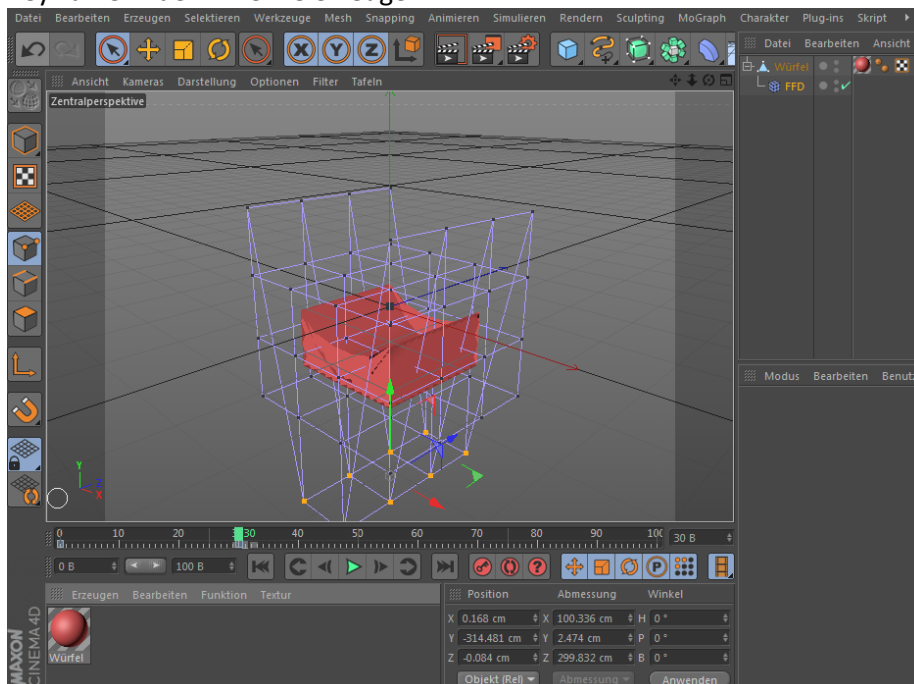 Datei Bearbeiten Erzeugen Selektieren Werkzeuge Mesh Snapping Animieren Simulieren Rendern Sculpting MoGraph Charakter Plug-ins Skript
Datei Bearbeiten Ansicht
X Y Z
Würfel
FFD
Ansicht Kameras Darstellung Optionen Filter Tafeln
Zentralperspektive
Modus Bearbeiten Benutz
Y
Z
X
0 10 20 30 40 50 60 70 80 90 30 B
0 B 100 B P
Erzeugen Bearbeiten Funktion Textur
Position Abmessung Winkel
X 0.168 cm X 100.336 cm H 0 °
Y -314.481 cm Y 2.474 cm P 0 °
Z -0.084 cm Z 299.832 cm B 0 °
Objekt (Rel) Abmessung Anwenden
Würfel
MAXON
CINEMA 4D